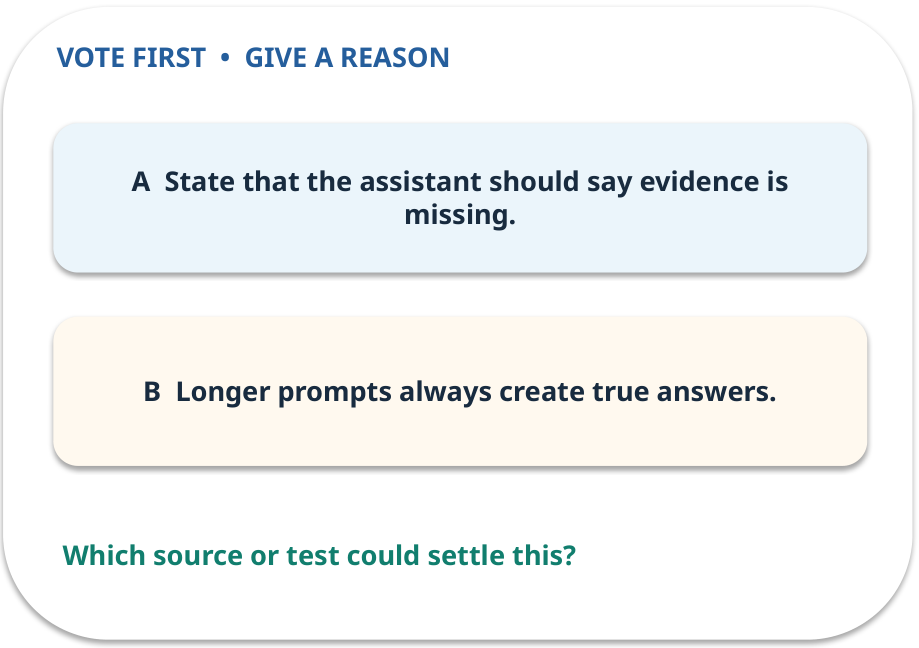 VOTE FIRST • GIVE A REASON
A State that the assistant should say evidence is
missing.
B Longer prompts always create true answers.
Which source or test could settle this?